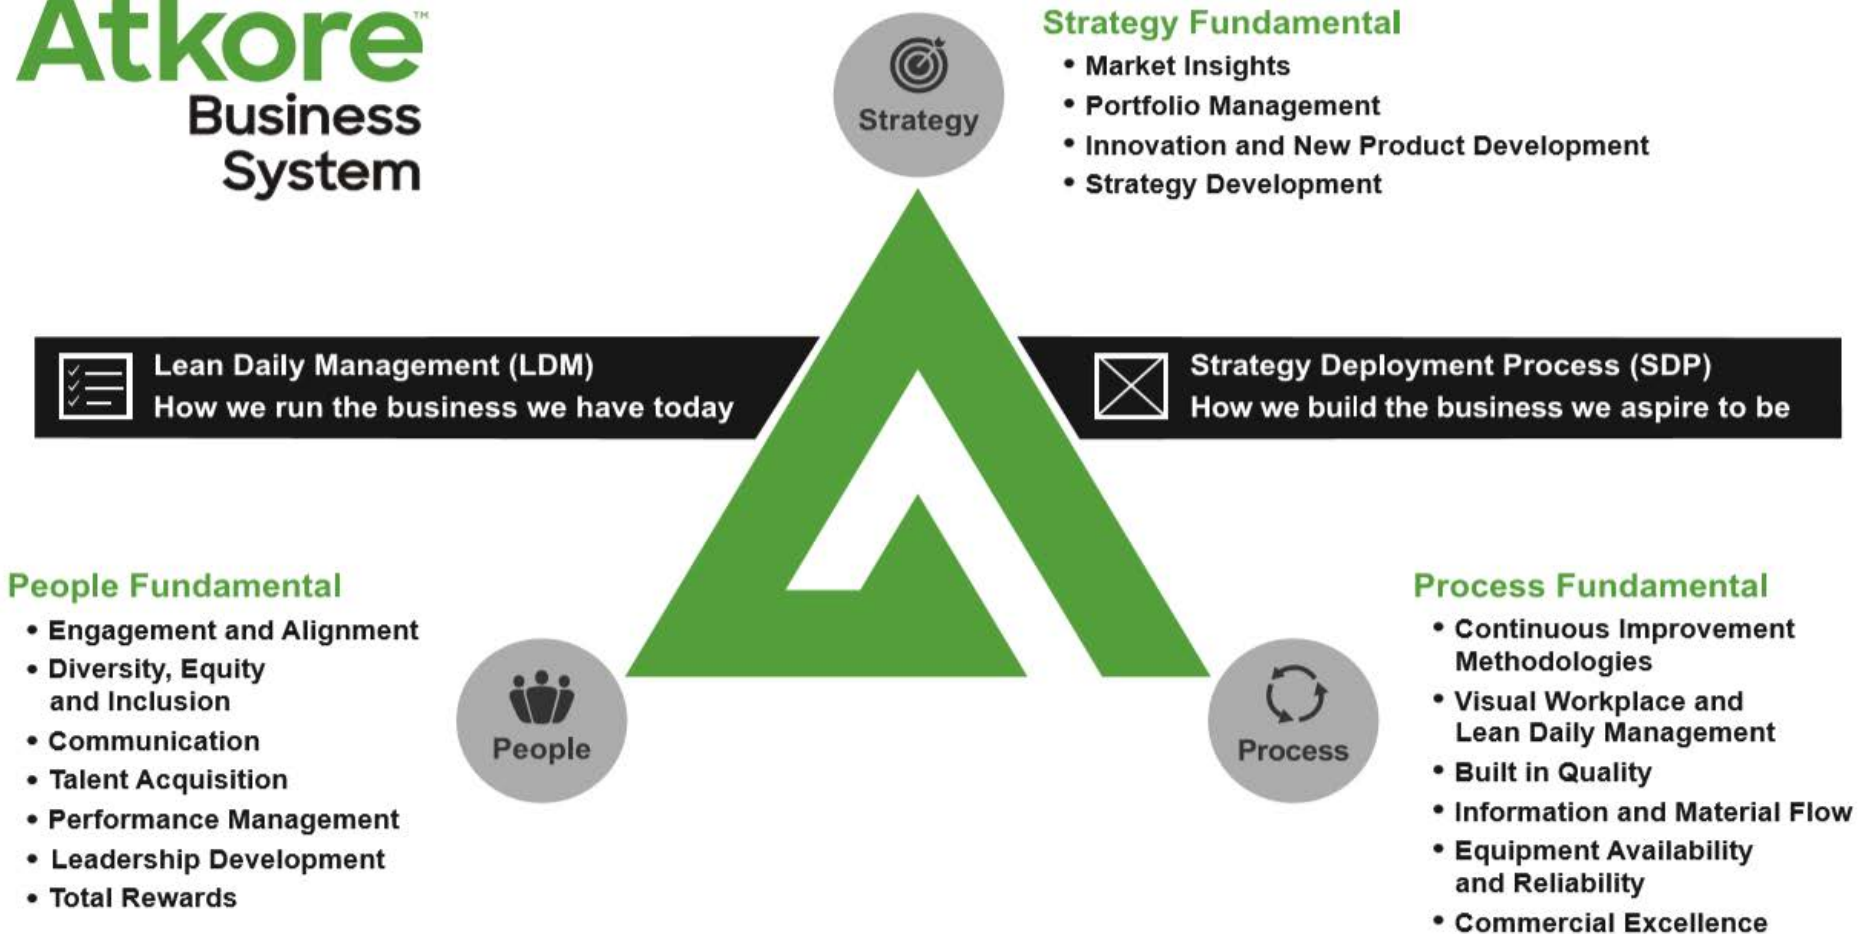 Atkore™
Business
System
Strategy
Strategy Fundamental
• Market Insights
• Portfolio Management
• Innovation and New Product Development
• Strategy Development
Lean Daily Management (LDM)
How we run the business we have today
Strategy Deployment Process (SDP)
How we build the business we aspire to be
People Fundamental
• Engagement and Alignment
• Diversity, Equity
and Inclusion
• Communication
• Talent Acquisition
• Performance Management
• Leadership Development
• Total Rewards
People
Process
Process Fundamental
• Continuous Improvement
Methodologies
• Visual Workplace and
Lean Daily Management
• Built in Quality
• Information and Material Flow
• Equipment Availability
and Reliability
• Commercial Excellence